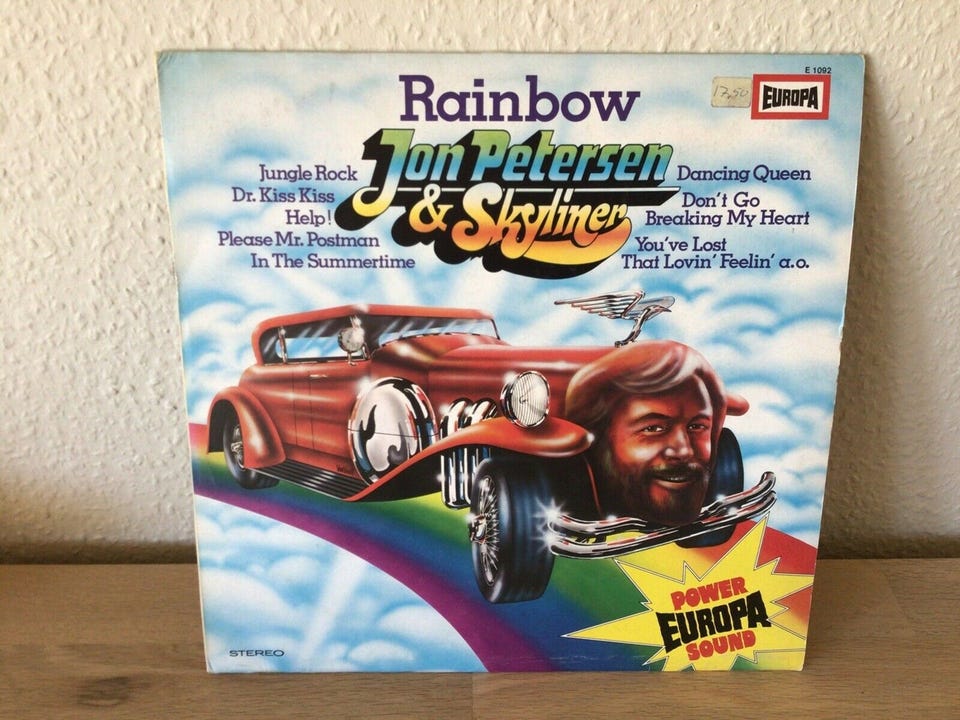 E 1092
Rainbow
17,50
EUROPA
Jon Petersen
& Skyliner
Jungle Rock
Dr. Kiss Kiss
Help!
Please Mr. Postman
In The Summertime
Dancing Queen
Don't Go
Breaking My Heart
You've Lost
That Lovin' Feelin' a.o.
POWER
EUROPA
SOUND
STEREO